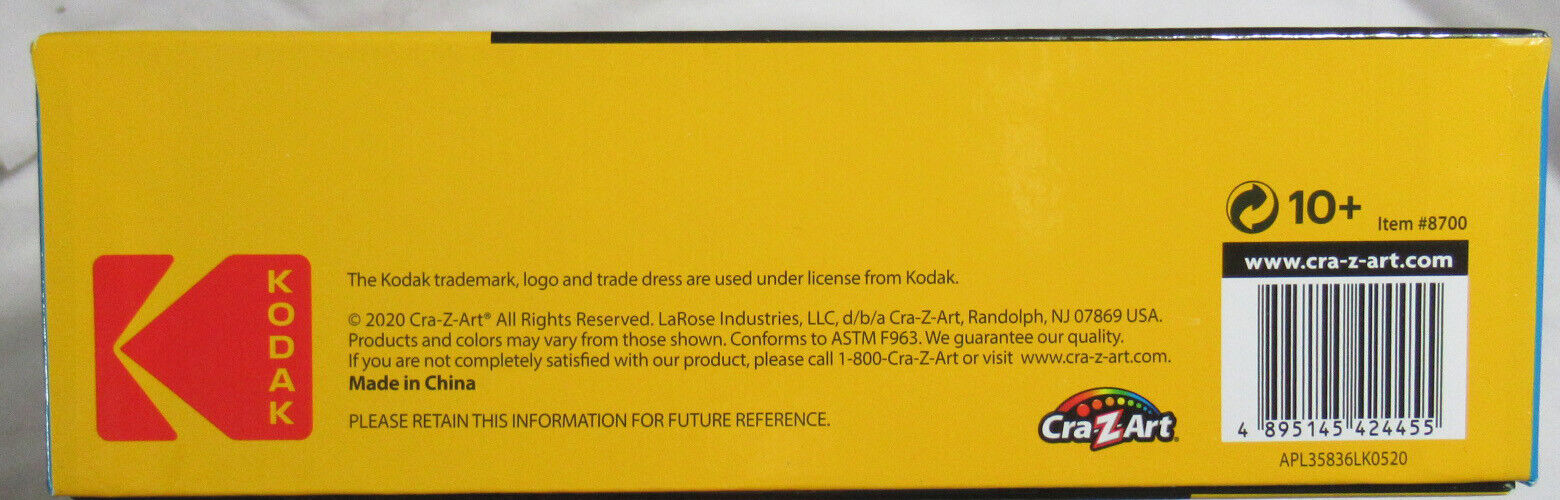 KODAK
The Kodak trademark, logo and trade dress are used under license from Kodak.
© 2020 Cra-Z-Art® All Rights Reserved. LaRose Industries, LLC, d/b/a Cra-Z-Art, Randolph, NJ 07869 USA.
Products and colors may vary from those shown. Conforms to ASTM F963. We guarantee our quality.
If you are not completely satisfied with our product, please call 1-800-Cra-Z-Art or visit www.cra-z-art.com.
Made in China
PLEASE RETAIN THIS INFORMATION FOR FUTURE REFERENCE.
Cra-Z-Art
10+
Item #8700
www.cra-z-art.com
4 895145 424455
APL35836LK0520